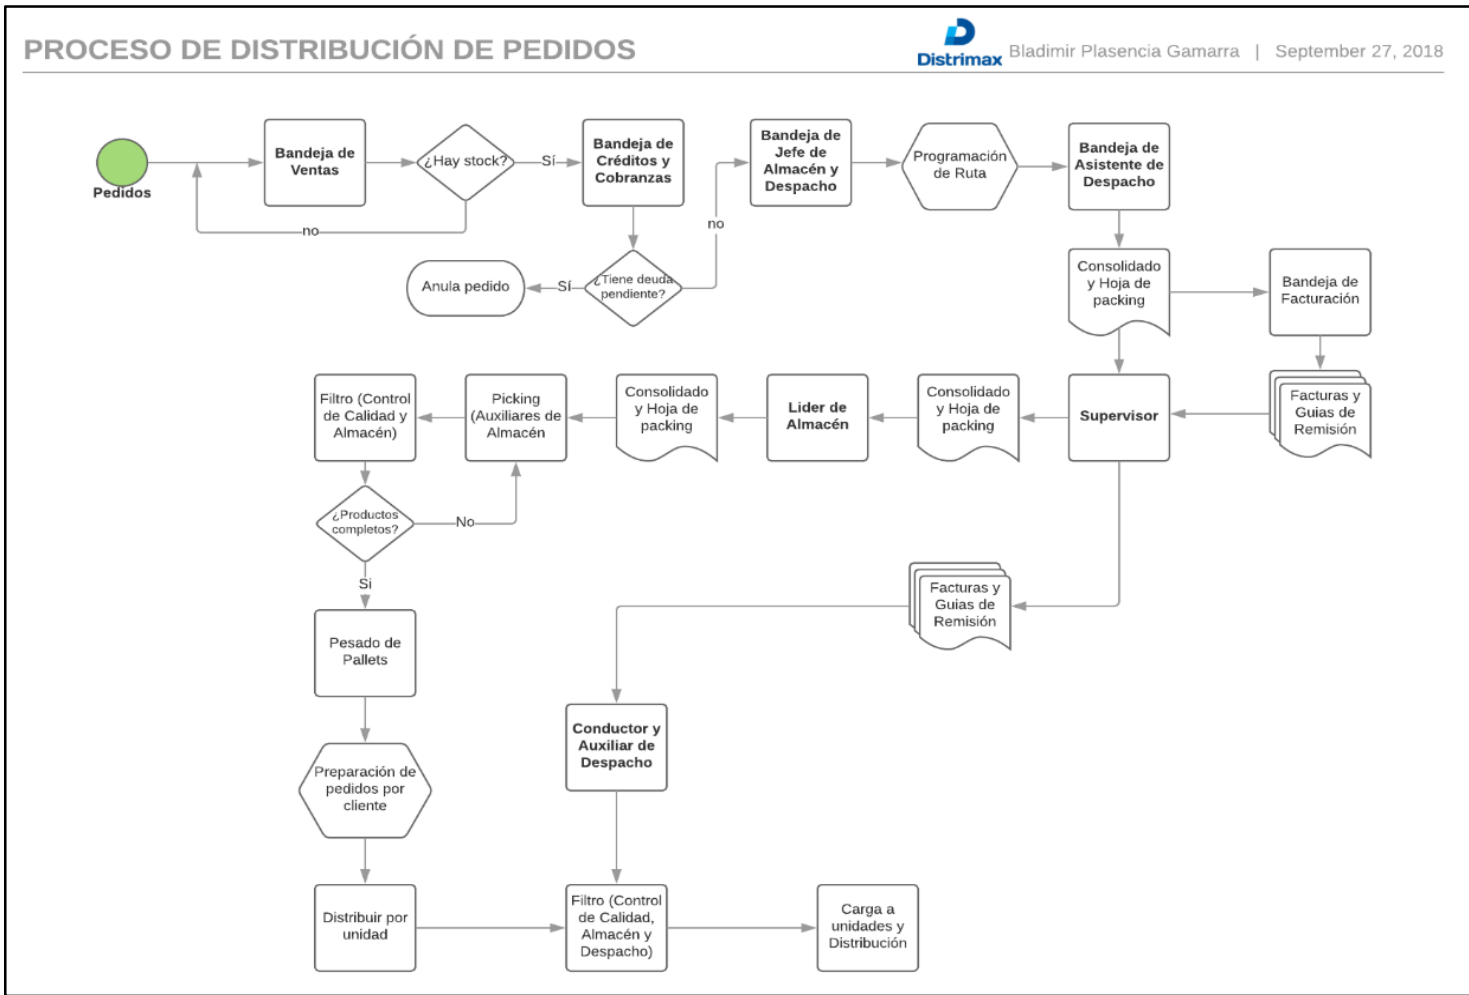 PROCESO DE DISTRIBUCIÓN DE PEDIDOS
Distrimax
Bladimir Plasencia Gamarra | September 27, 2018
Pedidos
Bandeja de
Ventas
¿Hay stock?
Sí
no
Bandeja de
Créditos y
Cobranzas
¿Tiene deuda
pendiente?
Sí
Anula pedido
no
Bandeja de
Jefe de
Almacén y
Despacho
Programación
de Ruta
Bandeja de
Asistente de
Despacho
Consolidado
y Hoja de
packing
Bandeja de
Facturación
Facturas y
Guias de
Remisión
Supervisor
Consolidado
y Hoja de
packing
Lider de
Almacén
Consolidado
y Hoja de
packing
Picking
(Auxiliares de
Almacén
Filtro (Control
de Calidad y
Almacén)
¿Productos
completos?
No
Si
Pesado de
Pallets
Preparación de
pedidos por
cliente
Distribuir por
unidad
Facturas y
Guias de
Remisión
Conductor y
Auxiliar de
Despacho
Filtro (Control
de Calidad,
Almacén y
Despacho)
Carga a
unidades y
Distribución